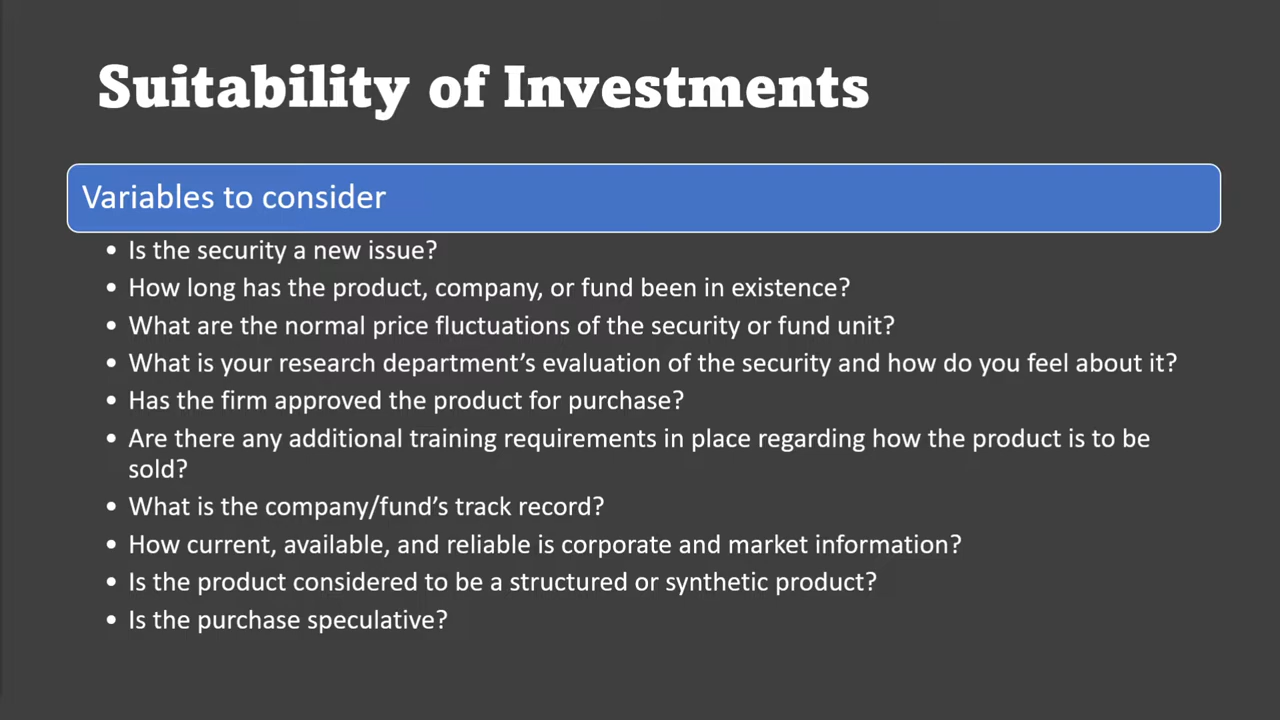 Suitability of Investments
Variables to consider
• Is the security a new issue?
• How long has the product, company, or fund been in existence?
• What are the normal price fluctuations of the security or fund unit?
• What is your research department’s evaluation of the security and how do you feel about it?
• Has the firm approved the product for purchase?
• Are there any additional training requirements in place regarding how the product is to be
sold?
• What is the company/fund’s track record?
• How current, available, and reliable is corporate and market information?
• Is the product considered to be a structured or synthetic product?
• Is the purchase speculative?